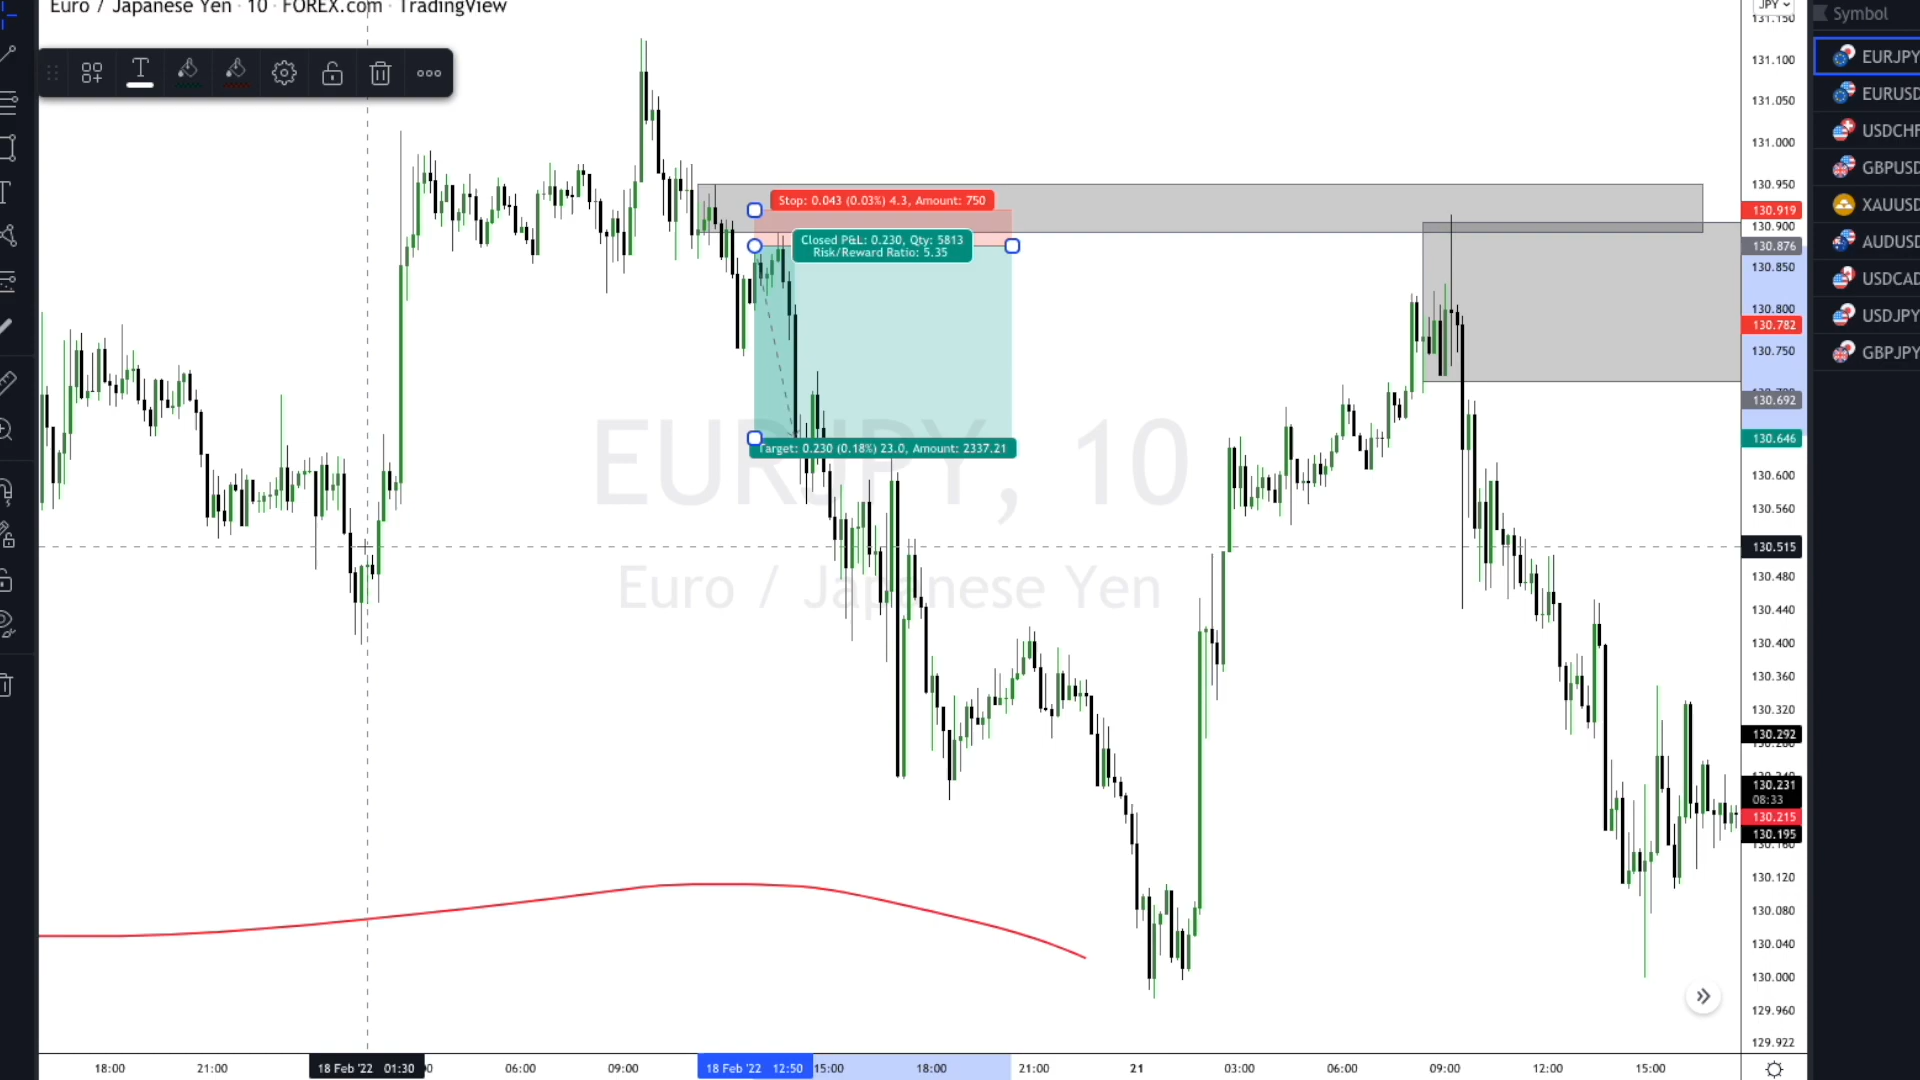 Euro / Japanese Yen · 10 · FOREX.com · TradingView
JPY
Symbol
131.150
131.100
131.050
131.000
130.950
130.919
130.900
130.876
130.850
130.800
130.782
130.750
130.692
130.646
130.600
130.560
130.515
130.480
130.440
130.400
130.360
130.320
130.292
130.231
08:33
130.215
130.195
130.160
130.120
130.080
130.040
130.000
129.960
129.922
EURJPY
EURUSD
USDCHF
GBPUSD
XAUUSD
AUDUSD
USDCAD
USDJPY
GBPJPY
Stop: 0.043 (0.03%) 4.3, Amount: 750
Closed P&L: 0.230, Qty: 5813
Risk/Reward Ratio: 5.35
Target: 0.230 (0.18%) 23.0, Amount: 2337.21
EURJPY, 10
Euro / Japanese Yen
18:00
21:00
18 Feb '22 01:30
06:00
09:00
18 Feb '22 12:50
15:00
18:00
21:00
21
03:00
06:00
09:00
12:00
15:00